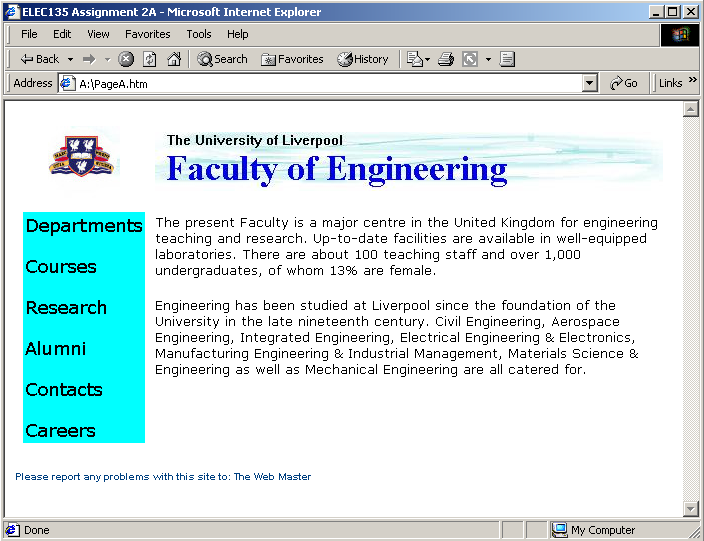 ELEC135 Assignment 2A - Microsoft Internet Explorer
File Edit View Favorites Tools Help
Back Search Favorites History
Address A:\PageA.htm Go Links »
The University of Liverpool
Faculty of Engineering
Departments
Courses
Research
Alumni
Contacts
Careers
The present Faculty is a major centre in the United Kingdom for engineering
teaching and research. Up-to-date facilities are available in well-equipped
laboratories. There are about 100 teaching staff and over 1,000
undergraduates, of whom 13% are female.
Engineering has been studied at Liverpool since the foundation of the
University in the late nineteenth century. Civil Engineering, Aerospace
Engineering, Integrated Engineering, Electrical Engineering & Electronics,
Manufacturing Engineering & Industrial Management, Materials Science &
Engineering as well as Mechanical Engineering are all catered for.
Please report any problems with this site to: The Web Master
Done My Computer